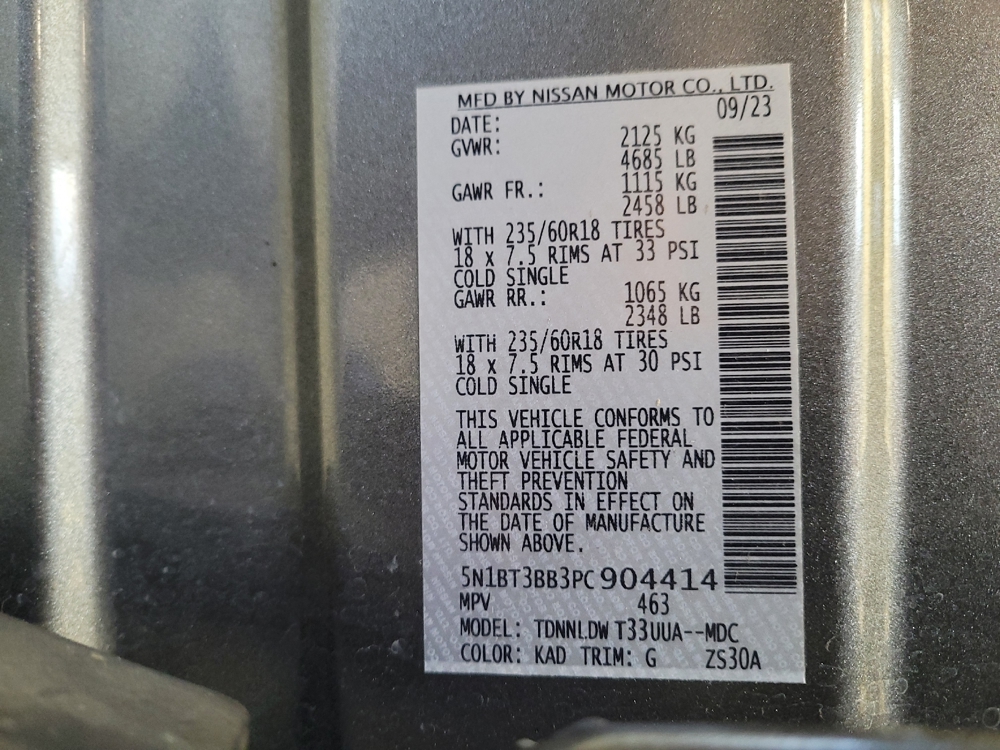 MFD BY NISSAN MOTOR CO., LTD.
DATE: 09/23
GVWR: 2125 KG
4685 LB
GAWR FR.: 1115 KG
2458 LB
WITH 235/60R18 TIRES
18 x 7.5 RIMS AT 33 PSI
COLD SINGLE
GAWR RR.: 1065 KG
2348 LB
WITH 235/60R18 TIRES
18 x 7.5 RIMS AT 30 PSI
COLD SINGLE
THIS VEHICLE CONFORMS TO
ALL APPLICABLE FEDERAL
MOTOR VEHICLE SAFETY AND
THEFT PREVENTION
STANDARDS IN EFFECT ON
THE DATE OF MANUFACTURE
SHOWN ABOVE.
5N1BT3BB3PC904414
MPV 463
MODEL: TDNNLDW T33UUA--MDC
COLOR: KAD TRIM: G ZS30A